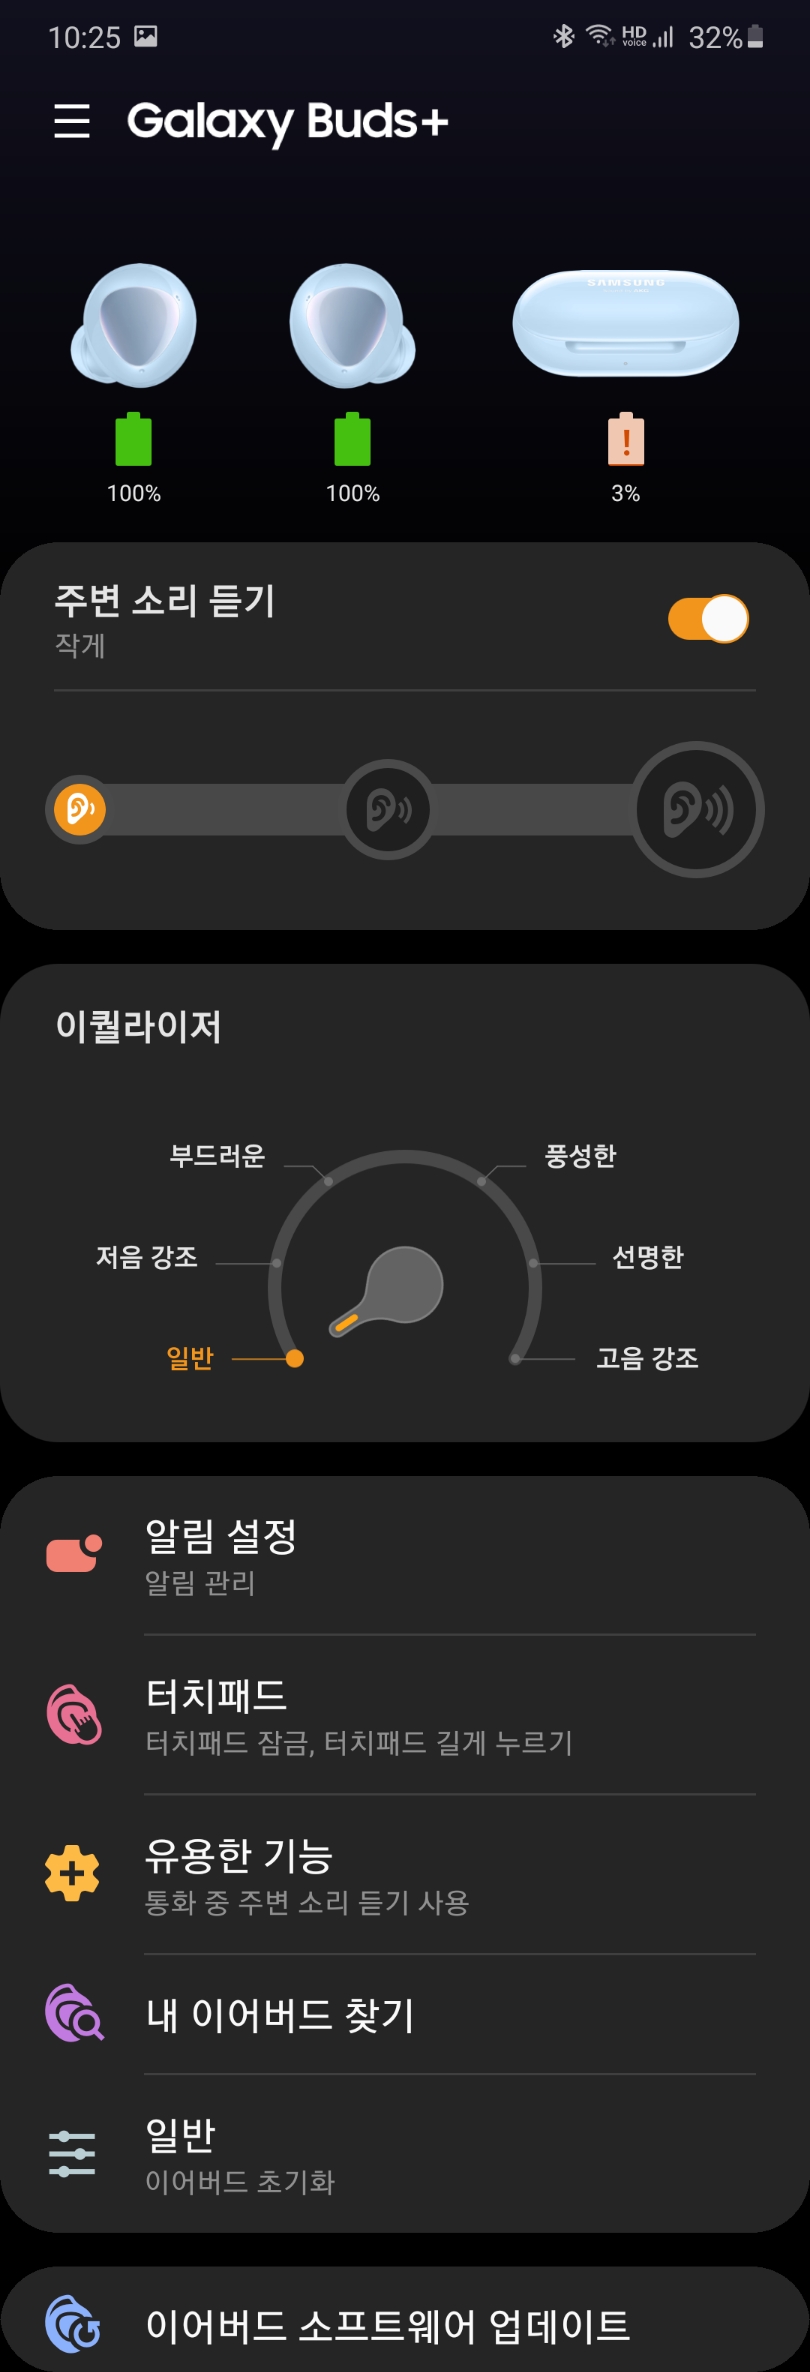 10:25 HD voice 32%
Galaxy Buds+
SAMSUNG
100% 100% 3%
주변 소리 듣기
작게
이퀄라이저
부드러운 풍성한
저음 강조 선명한
일반 고음 강조
알림 설정
알림 관리
터치패드
터치패드 잠금, 터치패드 길게 누르기
유용한 기능
통화 중 주변 소리 듣기 사용
내 이어버드 찾기
일반
이어버드 초기화
이어버드 소프트웨어 업데이트